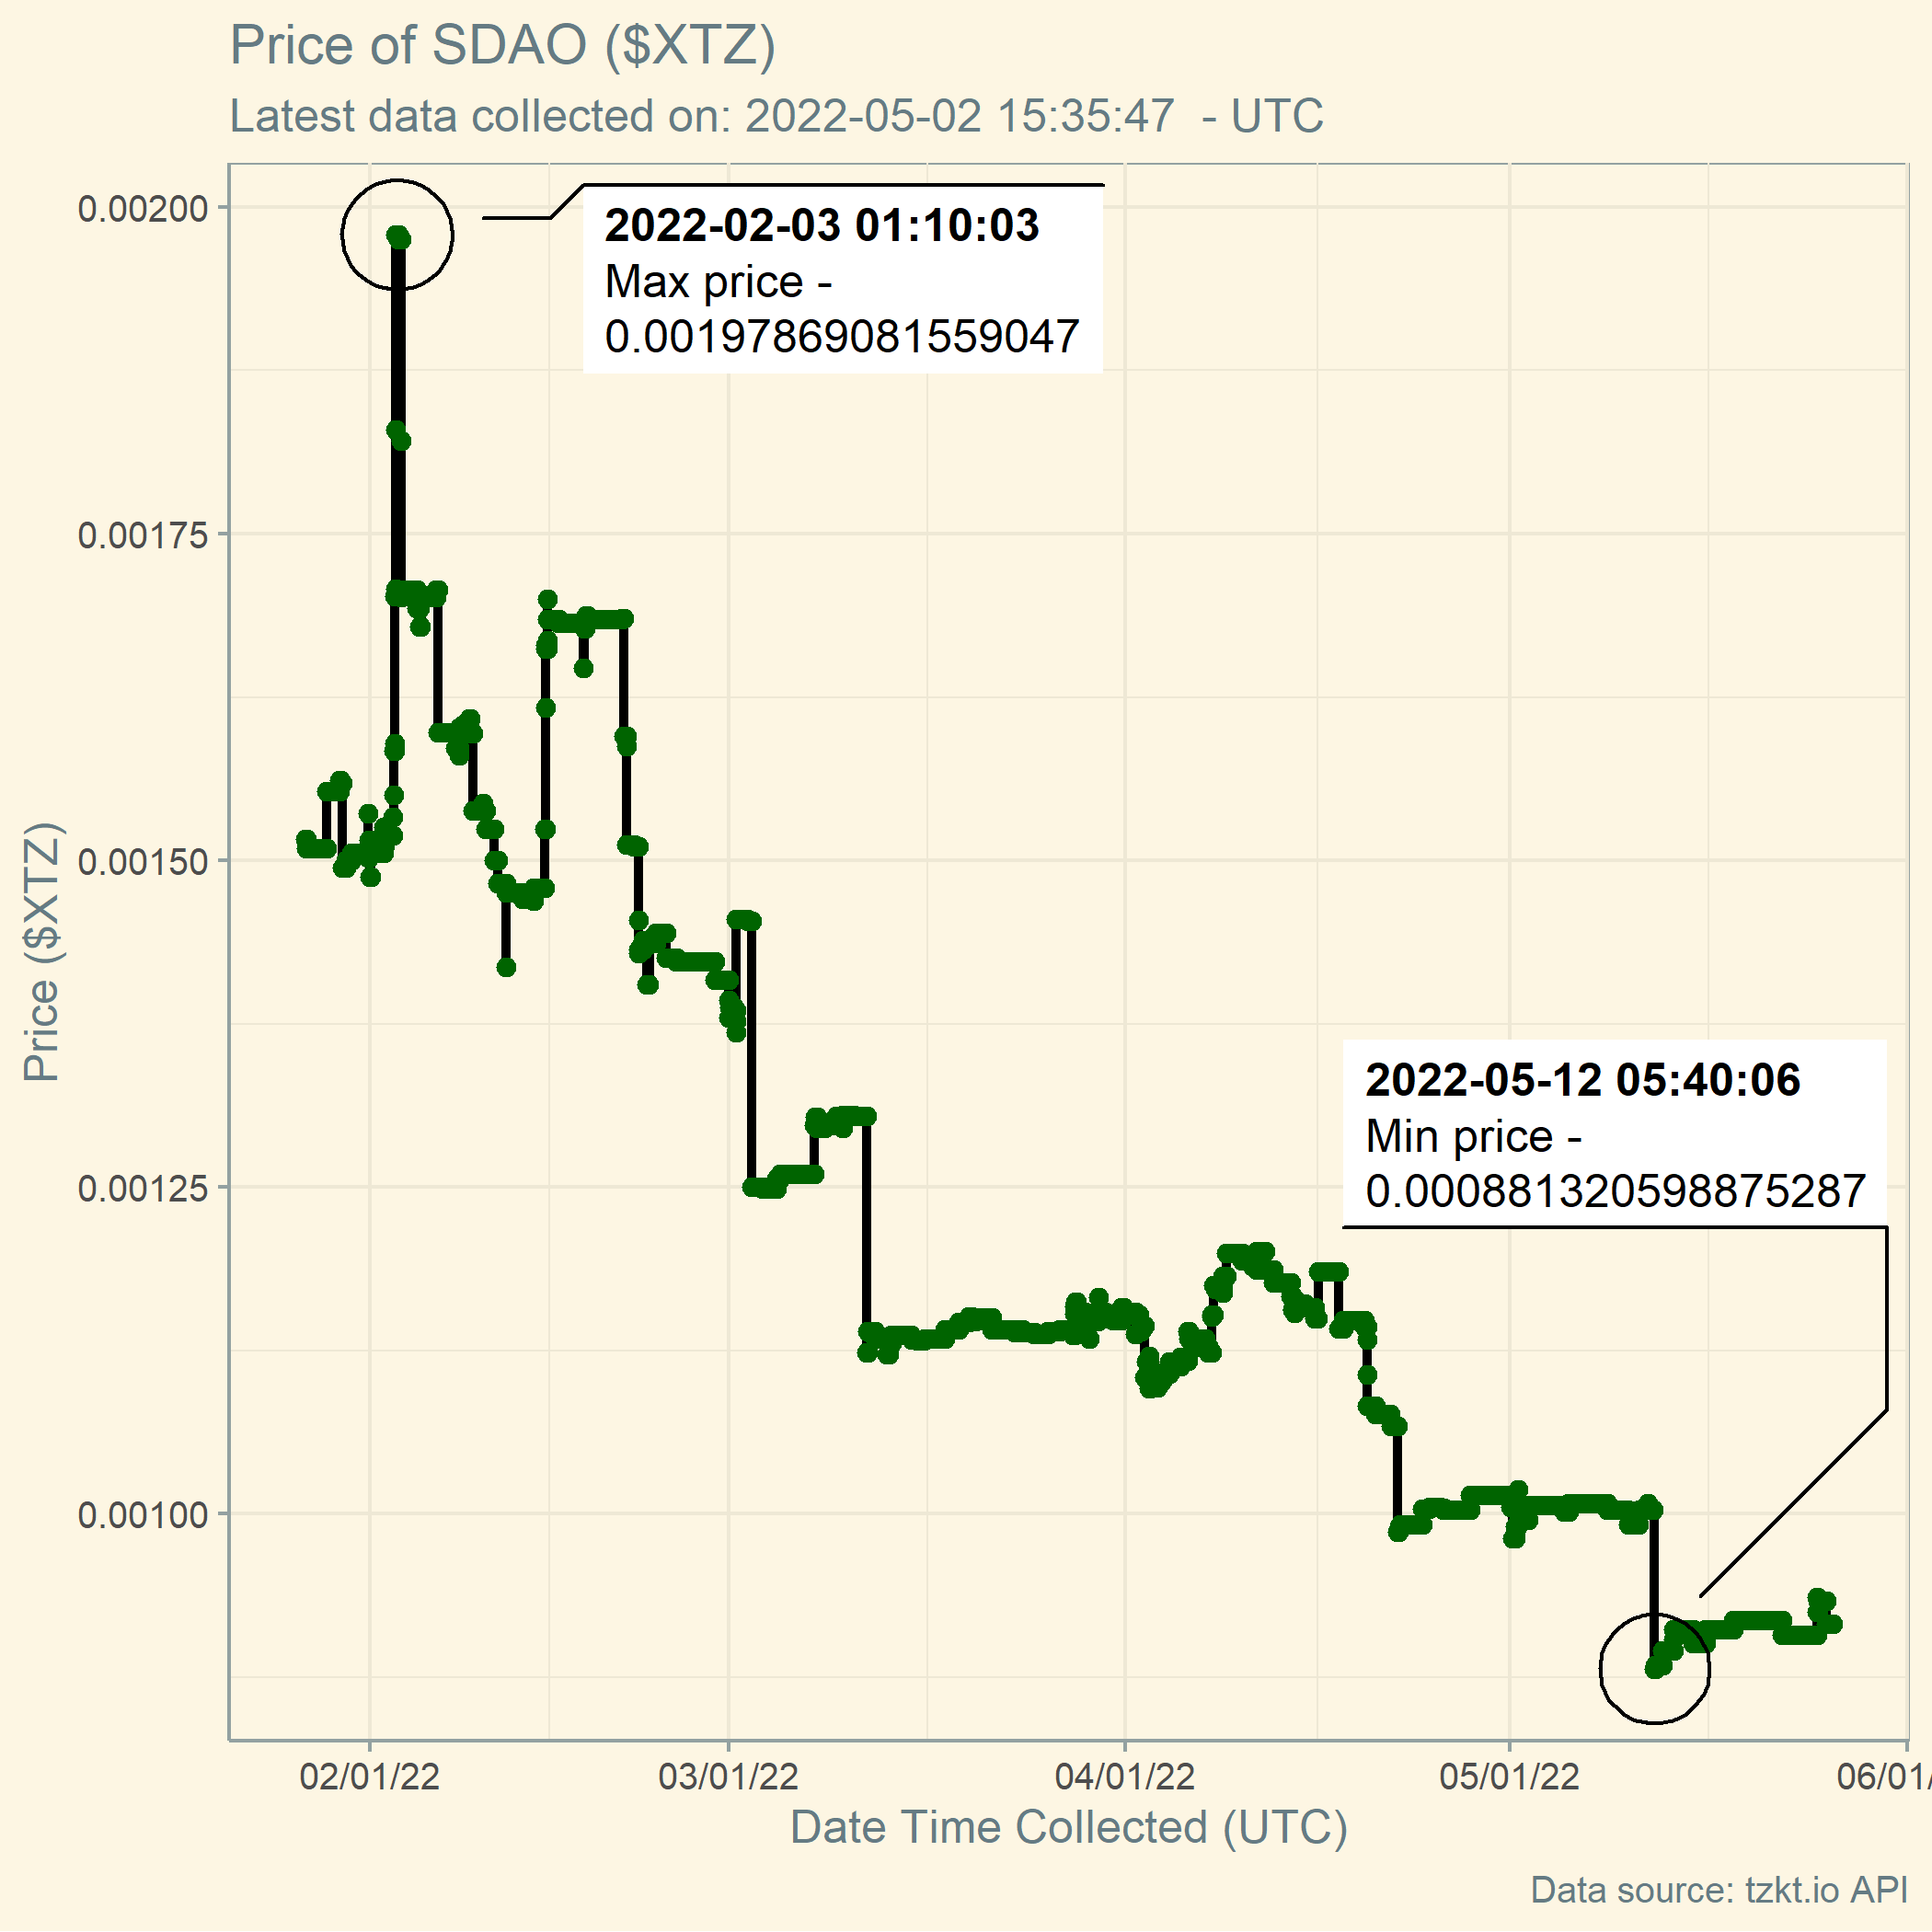 Price of SDAO ($XTZ)
Latest data collected on: 2022-05-02 15:35:47  - UTC
0.00200
0.00175
0.00150
0.00125
0.00100
Price ($XTZ)
2022-02-03 01:10:03
Max price -
0.00197869081559047
2022-05-12 05:40:06
Min price -
0.000881320598875287
02/01/22
03/01/22
04/01/22
05/01/22
06/01/
Date Time Collected (UTC)
Data source: tzkt.io API